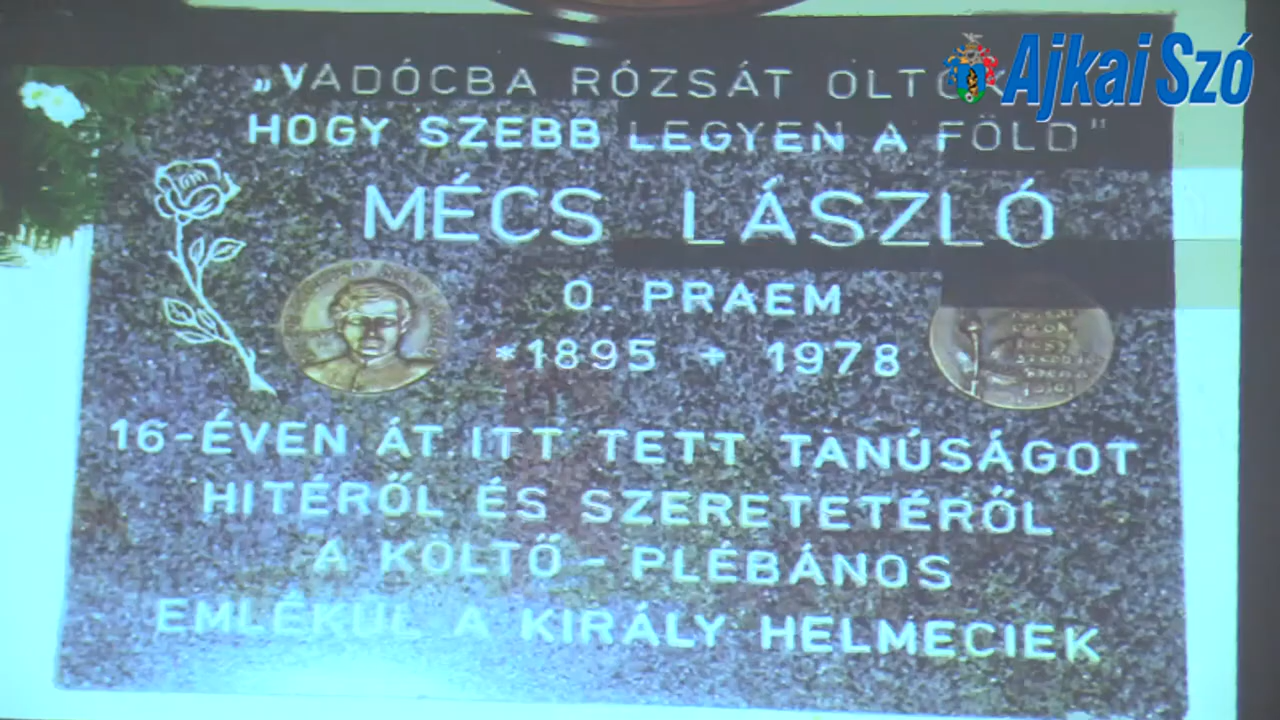 Ajkai Szó
„VADÓCBA RÓZSÁT OLTOK
HOGY SZEBB LEGYEN A FÖLD"
MÉCS LÁSZLÓ
O. PRAEM
*1895 + 1978
16-ÉVEN ÁT ITT TETT TANÚSÁGOT
HITÉRŐL ÉS SZERETETÉRŐL
A KÖLTŐ - PLÉBÁNOS
EMLÉKÜL A KIRÁLY HELMECIEK